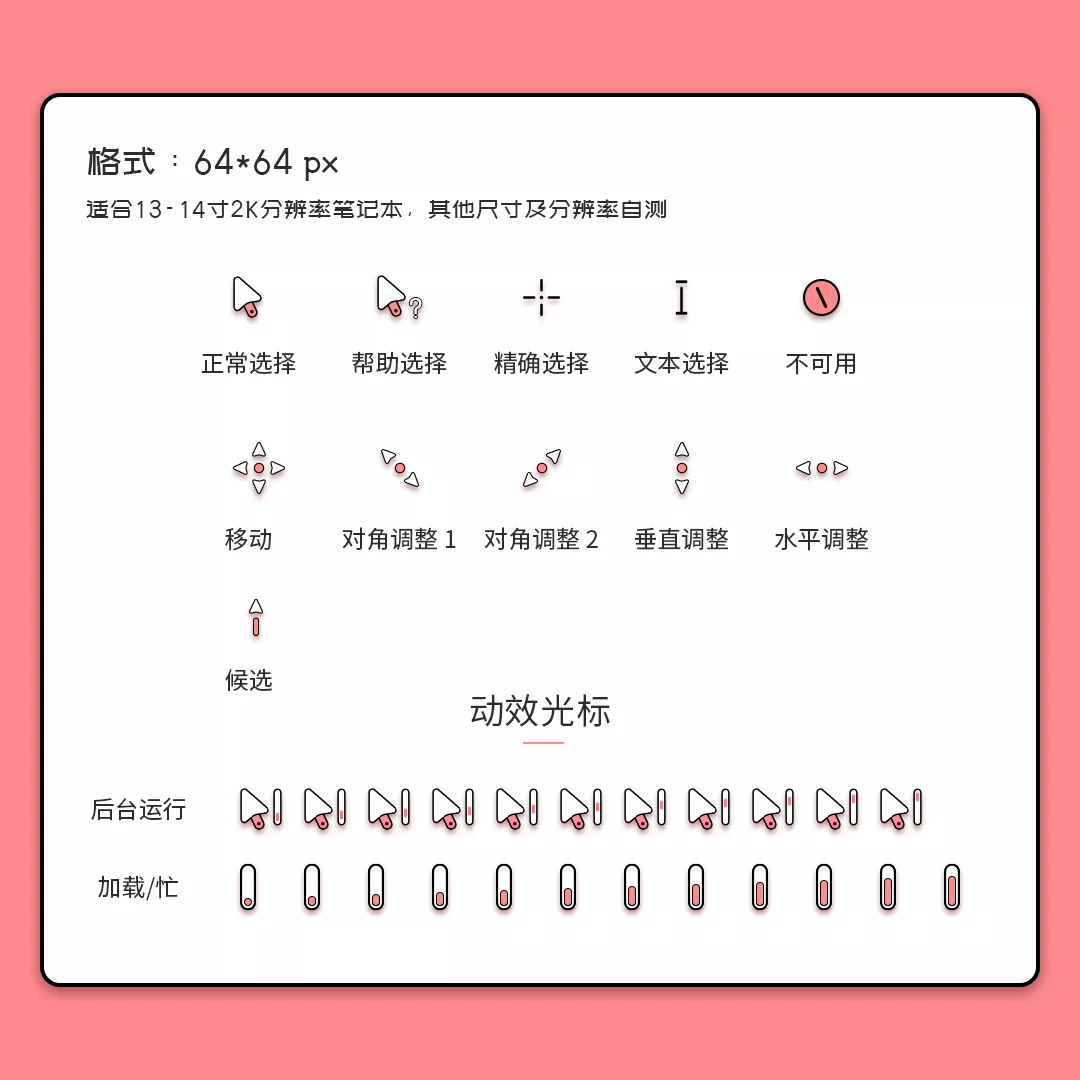 格式：64*64 px
适合13-14寸2K分辨率笔记本，其他尺寸及分辨率自测
正常选择 帮助选择 精确选择 文本选择 不可用
移动 对角调整 1 对角调整 2 垂直调整 水平调整
候选
动效光标
后台运行
加载/忙